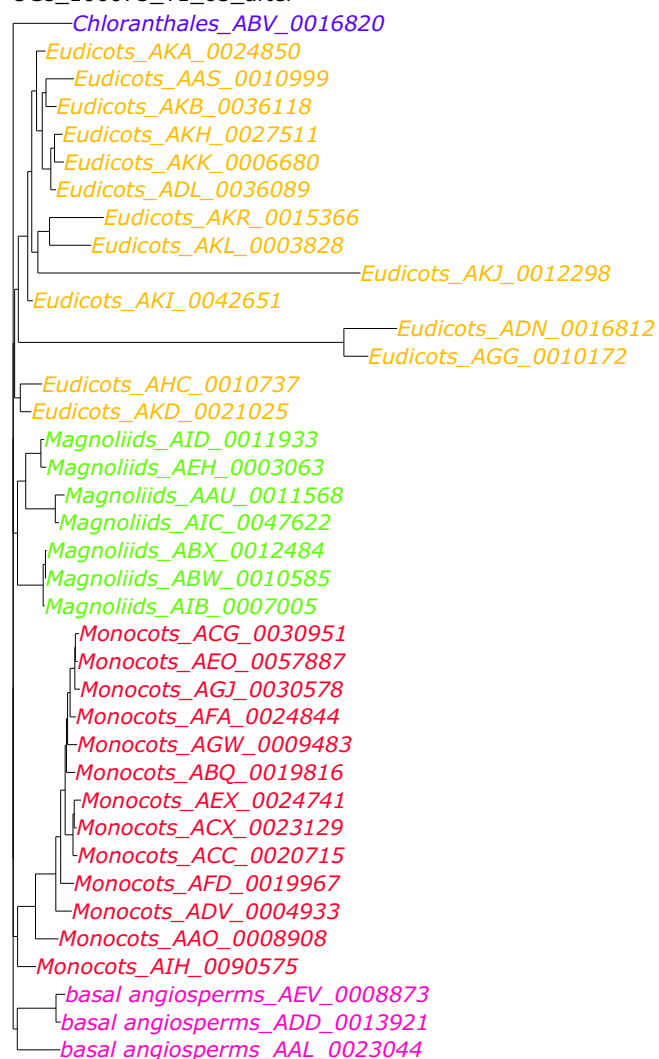 Chloranthales_ABV_0016820
Eudicots_AKA_0024850
Eudicots_AAS_0010999
Eudicots_AKB_0036118
Eudicots_AKH_0027511
Eudicots_AKK_0006680
Eudicots_ADL_0036089
Eudicots_AKR_0015366
Eudicots_AKL_0003828
Eudicots_AKJ_0012298
Eudicots_AKI_0042651
Eudicots_ADN_0016812
Eudicots_AGG_0010172
Eudicots_AHC_0010737
Eudicots_AKD_0021025
Magnoliids_AID_0011933
Magnoliids_AEH_0003063
Magnoliids_AAU_0011568
Magnoliids_AIC_0047622
Magnoliids_ABX_0012484
Magnoliids_ABW_0010585
Magnoliids_AIB_0007005
Monocots_ACG_0030951
Monocots_AEO_0057887
Monocots_AGJ_0030578
Monocots_AFA_0024844
Monocots_AGW_0009483
Monocots_ABQ_0019816
Monocots_AEX_0024741
Monocots_ACX_0023129
Monocots_ACC_0020715
Monocots_AFD_0019967
Monocots_ADV_0004933
Monocots_AAO_0008908
Monocots_AIH_0090575
basal angiosperms_AEV_0008873
basal angiosperms_ADD_0013921
basal angiosperms_AAL_0023044